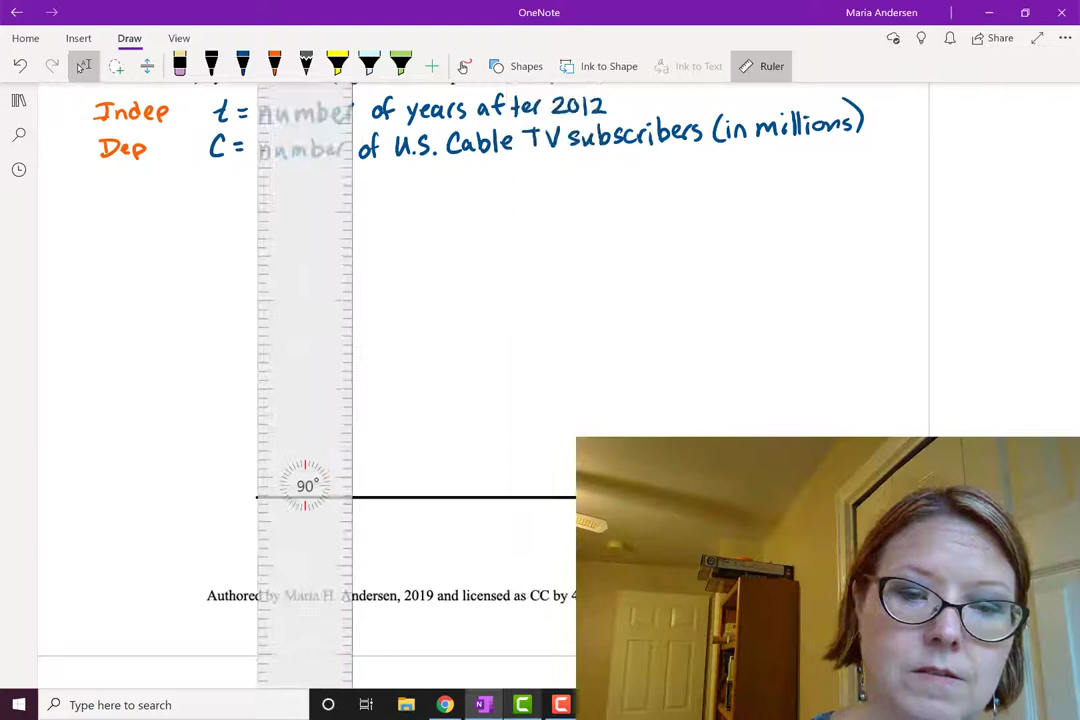 OneNote
Maria Andersen
Home Insert Draw View
Shapes Ink to Shape Ink to Text Ruler
Share
Indep t = number of years after 2012
Dep C = number of U.S. Cable TV subscribers (in millions)
90°
Authored by Maria H. Andersen, 2019 and licensed as CC by 4
Type here to search